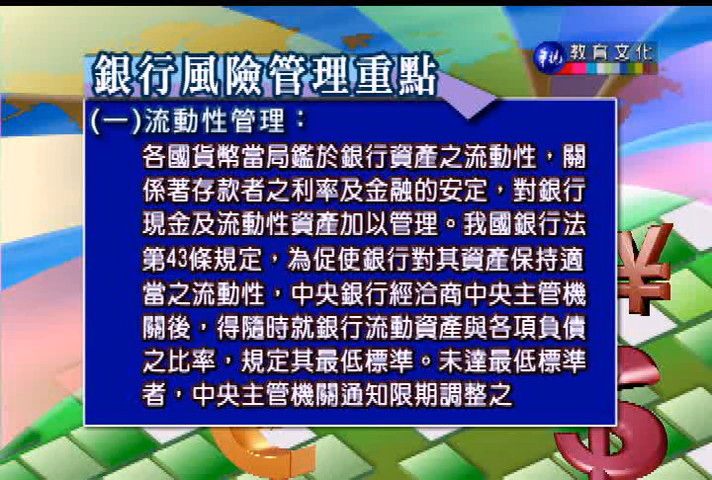 華視 教育文化
銀行風險管理重點
(一)流動性管理：
各國貨幣當局鑑於銀行資產之流動性，關
係著存款者之利率及金融的安定，對銀行
現金及流動性資產加以管理。我國銀行法
第43條規定，為促使銀行對其資產保持適
當之流動性，中央銀行經洽商中央主管機
關後，得隨時就銀行流動資產與各項負債
之比率，規定其最低標準。未達最低標準
者，中央主管機關通知限期調整之
¥
$
€